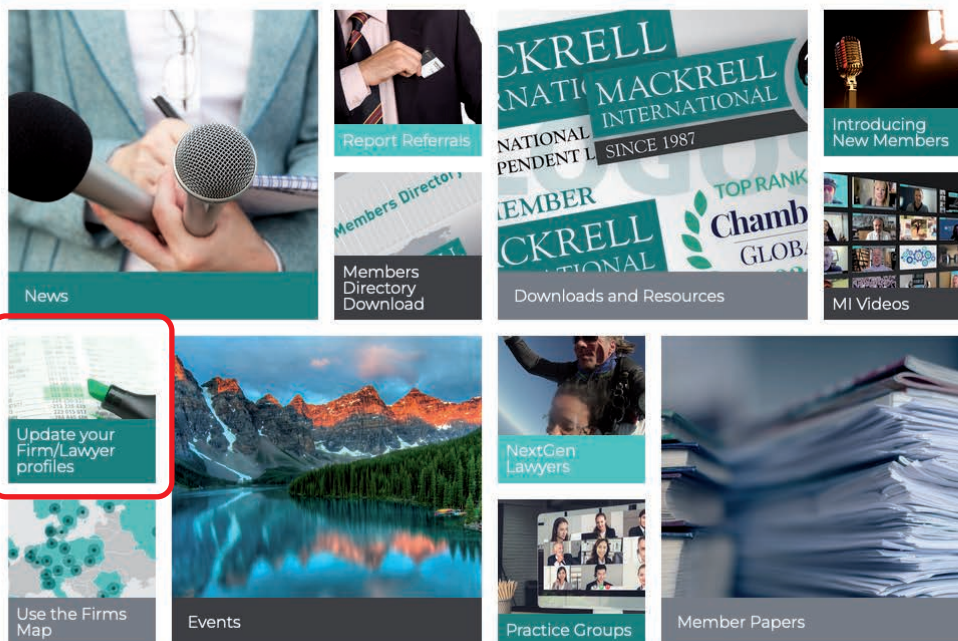 News
Report Referrals
Members Directory
Members
Directory
Download
CKRELL
MACKRELL
INTERNATIONAL
SINCE 1987
NATIONAL
PENDENT L
EMBER
CKRELL
TOP RANK
Chamb
GLOBA
Downloads and Resources
Introducing
New Members
MI Videos
Update your
Firm/Lawyer
profiles
Events
NextGen
Lawyers
Member Papers
Use the Firms
Map
Practice Groups